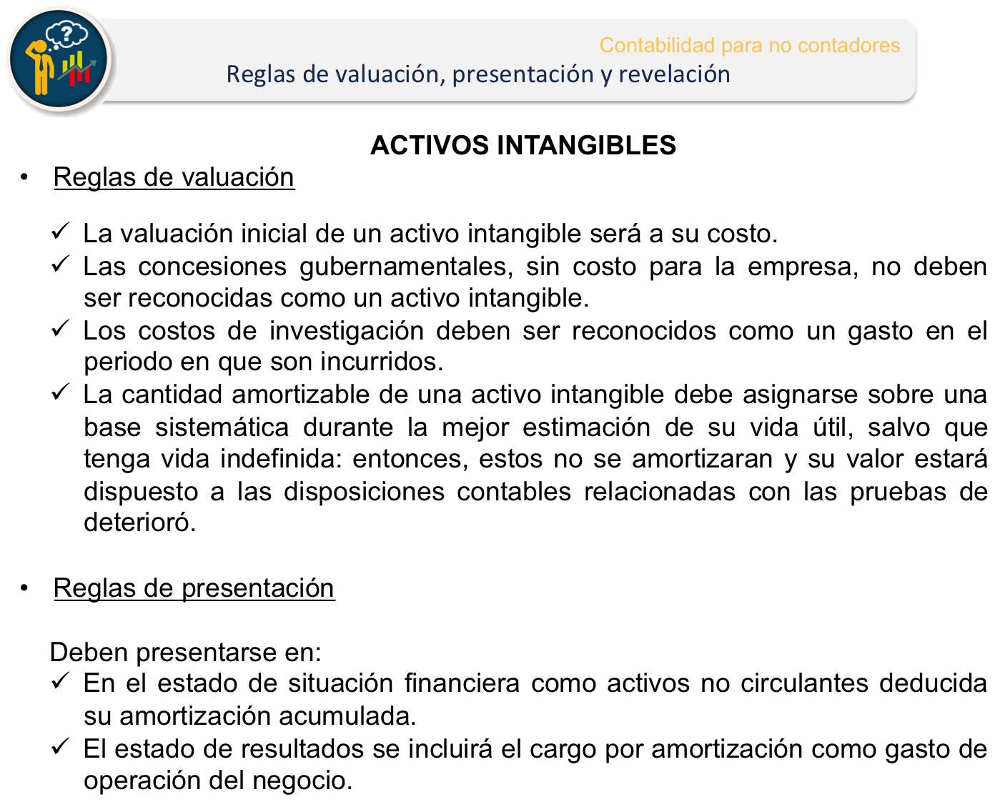 ?
Contabilidad para no contadores
Reglas de valuación, presentación y revelación
ACTIVOS INTANGIBLES
• Reglas de valuación
✓ La valuación inicial de un activo intangible será a su costo.
✓ Las concesiones gubernamentales, sin costo para la empresa, no deben
ser reconocidas como un activo intangible.
✓ Los costos de investigación deben ser reconocidos como un gasto en el
periodo en que son incurridos.
✓ La cantidad amortizable de una activo intangible debe asignarse sobre una
base sistemática durante la mejor estimación de su vida útil, salvo que
tenga vida indefinida: entonces, estos no se amortizaran y su valor estará
dispuesto a las disposiciones contables relacionadas con las pruebas de
deterioró.
• Reglas de presentación
Deben presentarse en:
✓ En el estado de situación financiera como activos no circulantes deducida
su amortización acumulada.
✓ El estado de resultados se incluirá el cargo por amortización como gasto de
operación del negocio.